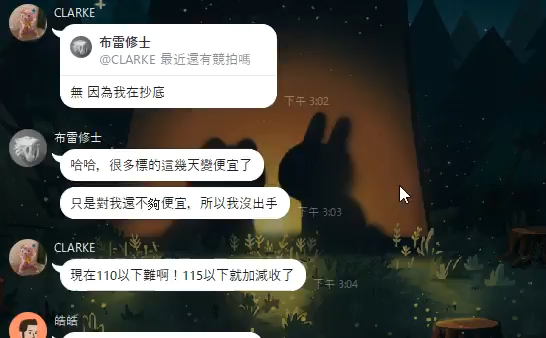 CLARKE
布雷修士
@CLARKE 最近還有競拍嗎
無 因為我在抄底
下午 3:02
布雷修士
哈哈，很多標的這幾天變便宜了
只是對我還不夠便宜，所以我沒出手
下午 3:03
CLARKE
現在110以下難啊！115以下就加減收了
下午 3:04
皓皓